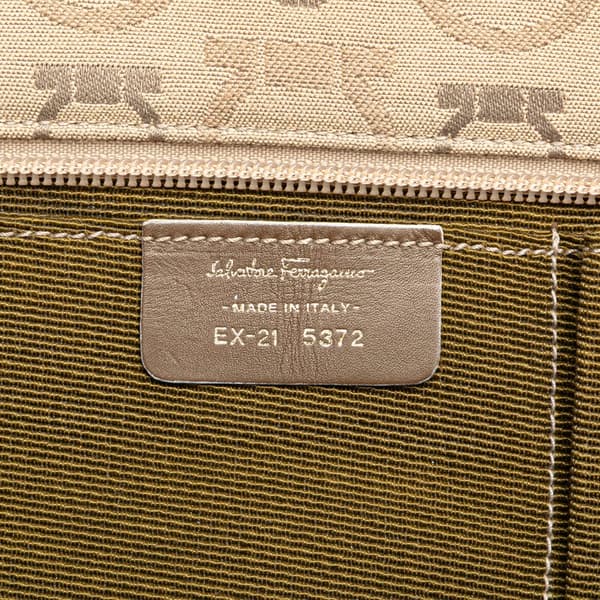 Salvatore Ferragamo
-MADE IN ITALY-
EX-21 5372